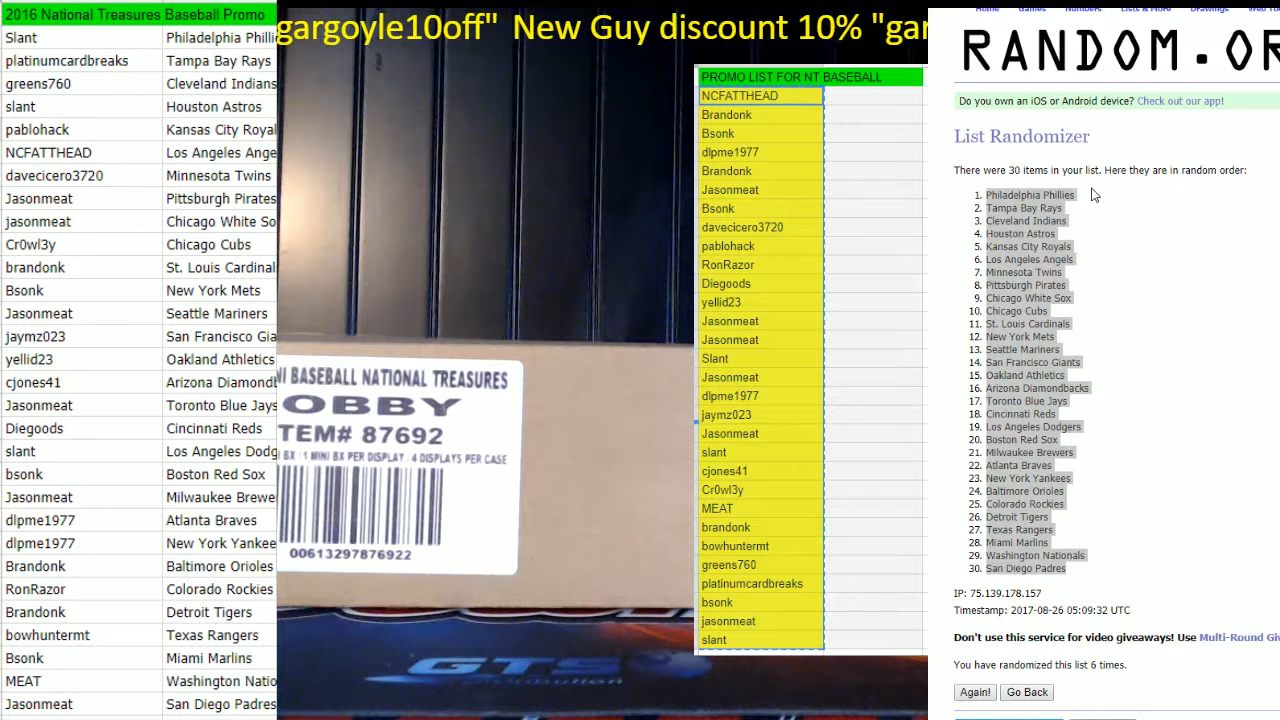 2016 National Treasures Baseball Promo
Slant Philadelphia Philli
platinumcardbreaks Tampa Bay Rays
greens760 Cleveland Indians
slant Houston Astros
pablohack Kansas City Royal
NCFATTHEAD Los Angeles Ange
davecicero3720 Minnesota Twins
Jasonmeat Pittsburgh Pirates
jasonmeat Chicago White So
Cr0wl3y Chicago Cubs
brandonk St. Louis Cardinal
Bsonk New York Mets
Jasonmeat Seattle Mariners
jaymz023 San Francisco Gia
yellid23 Oakland Athletics
cjones41 Arizona Diamondb
Jasonmeat Toronto Blue Jays
Diegoods Cincinnati Reds
slant Los Angeles Dodg
bsonk Boston Red Sox
Jasonmeat Milwaukee Brewe
dlpme1977 Atlanta Braves
dlpme1977 New York Yankee
Brandonk Baltimore Orioles
RonRazor Colorado Rockies
Brandonk Detroit Tigers
bowhuntermt Texas Rangers
Bsonk Miami Marlins
MEAT Washington Natio
Jasonmeat San Diego Padres
gargoyle10off" New Guy discount 10% "gar
NI BASEBALL NATIONAL TREASURES
OBBY
TEM# 87692
BX / 1 MINI BX PER DISPLAY / 4 DISPLAYS PER CASE
00613297876922
GTS
distribution
PROMO LIST FOR NT BASEBALL
NCFATTHEAD
Brandonk
Bsonk
dlpme1977
Brandonk
Jasonmeat
Bsonk
davecicero3720
pablohack
RonRazor
Diegoods
yellid23
Jasonmeat
Jasonmeat
Slant
Jasonmeat
dlpme1977
jaymz023
Jasonmeat
slant
cjones41
Cr0wl3y
MEAT
brandonk
bowhuntermt
greens760
platinumcardbreaks
bsonk
jasonmeat
slant
Home Games Numbers Lists & More Drawings Web To
RANDOM.OR
Do you own an iOS or Android device? Check out our app!
List Randomizer
There were 30 items in your list. Here they are in random order:
1. Philadelphia Phillies
2. Tampa Bay Rays
3. Cleveland Indians
4. Houston Astros
5. Kansas City Royals
6. Los Angeles Angels
7. Minnesota Twins
8. Pittsburgh Pirates
9. Chicago White Sox
10. Chicago Cubs
11. St. Louis Cardinals
12. New York Mets
13. Seattle Mariners
14. San Francisco Giants
15. Oakland Athletics
16. Arizona Diamondbacks
17. Toronto Blue Jays
18. Cincinnati Reds
19. Los Angeles Dodgers
20. Boston Red Sox
21. Milwaukee Brewers
22. Atlanta Braves
23. New York Yankees
24. Baltimore Orioles
25. Colorado Rockies
26. Detroit Tigers
27. Texas Rangers
28. Miami Marlins
29. Washington Nationals
30. San Diego Padres
IP: 75.139.178.157
Timestamp: 2017-08-26 05:09:32 UTC
Don't use this service for video giveaways! Use Multi-Round Giv
You have randomized this list 6 times.
Again! Go Back